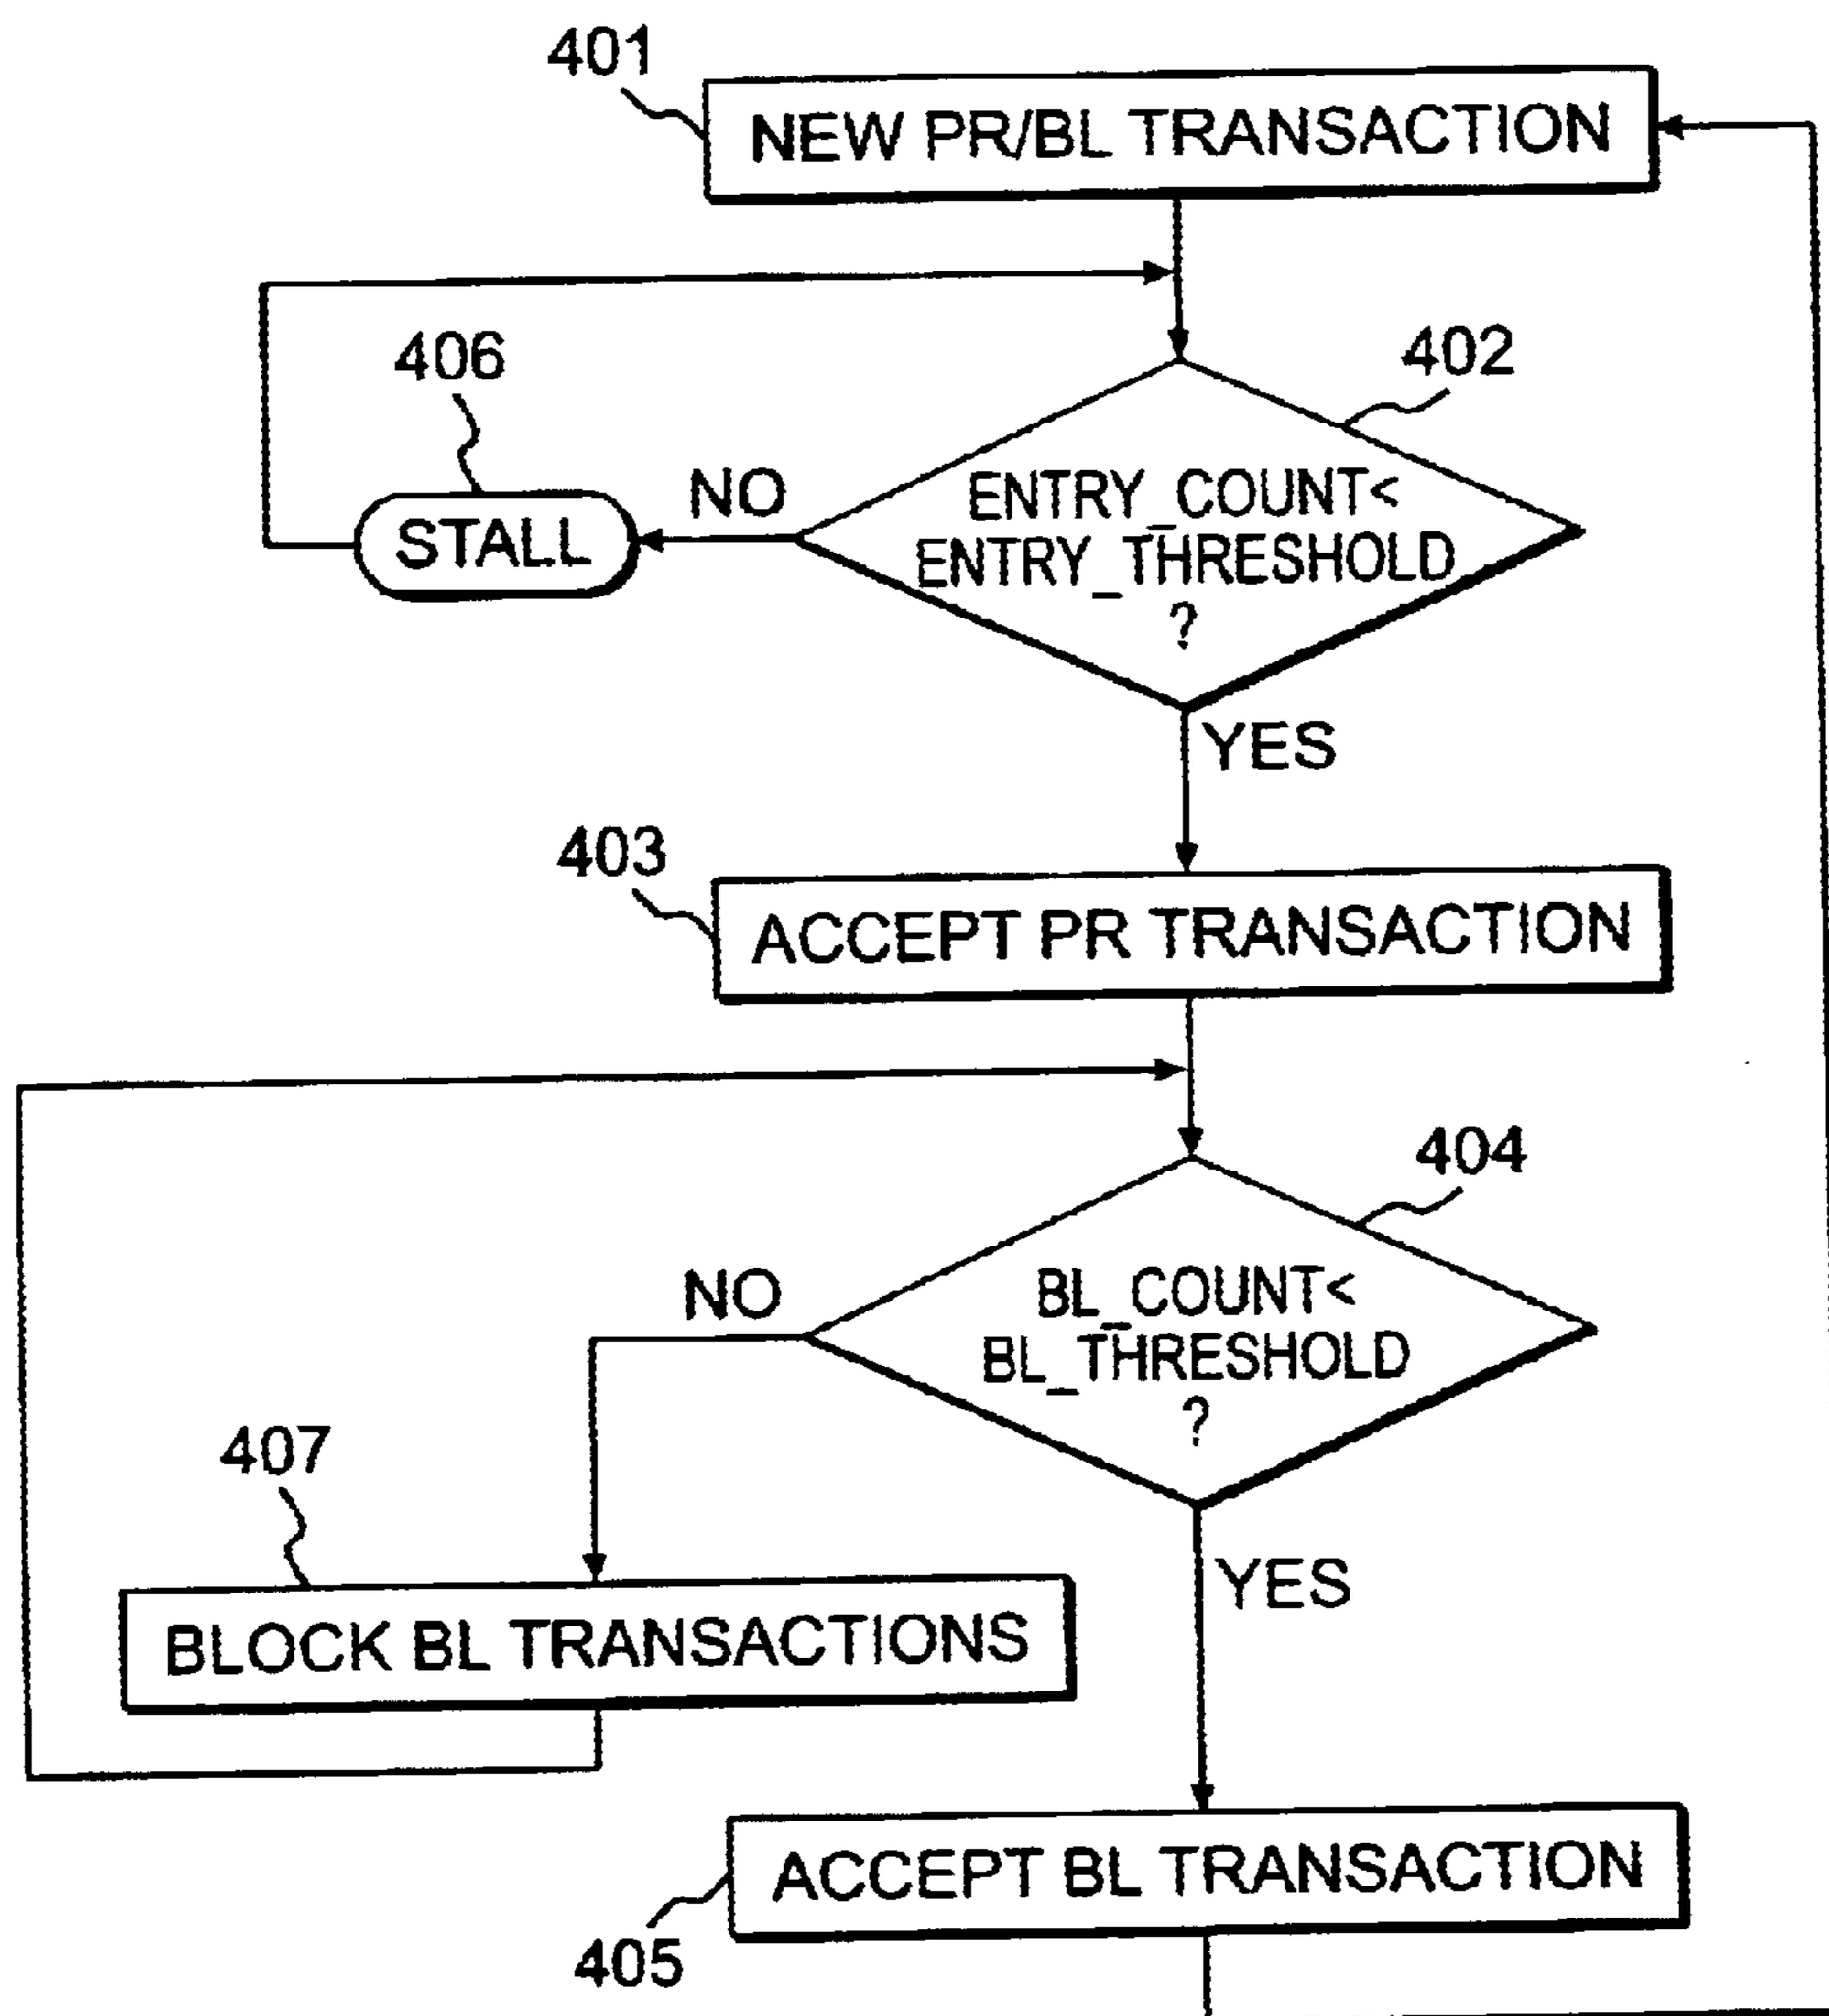 401
NEW PR/BL TRANSACTION
402
406
NO
ENTRY_COUNT<
ENTRY_THRESHOLD
?
STALL
YES
403
ACCEPT PR TRANSACTION
404
NO
BL_COUNT<
BL_THRESHOLD
?
407
YES
BLOCK BL TRANSACTIONS
ACCEPT BL TRANSACTION
405